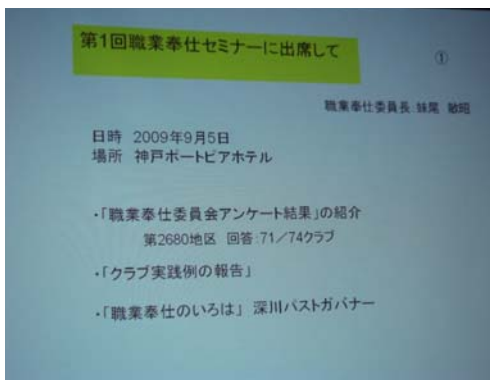 第1回職業奉仕セミナーに出席して
①
職業奉仕委員長 妹尾 敏昭
日時 2009年9月5日
場所 神戸ポートピアホテル
・「職業奉仕委員会アンケート結果」の紹介
第2680地区 回答:71/74クラブ
・「クラブ実践例の報告」
・「職業奉仕のいろは」 深川パストガバナー